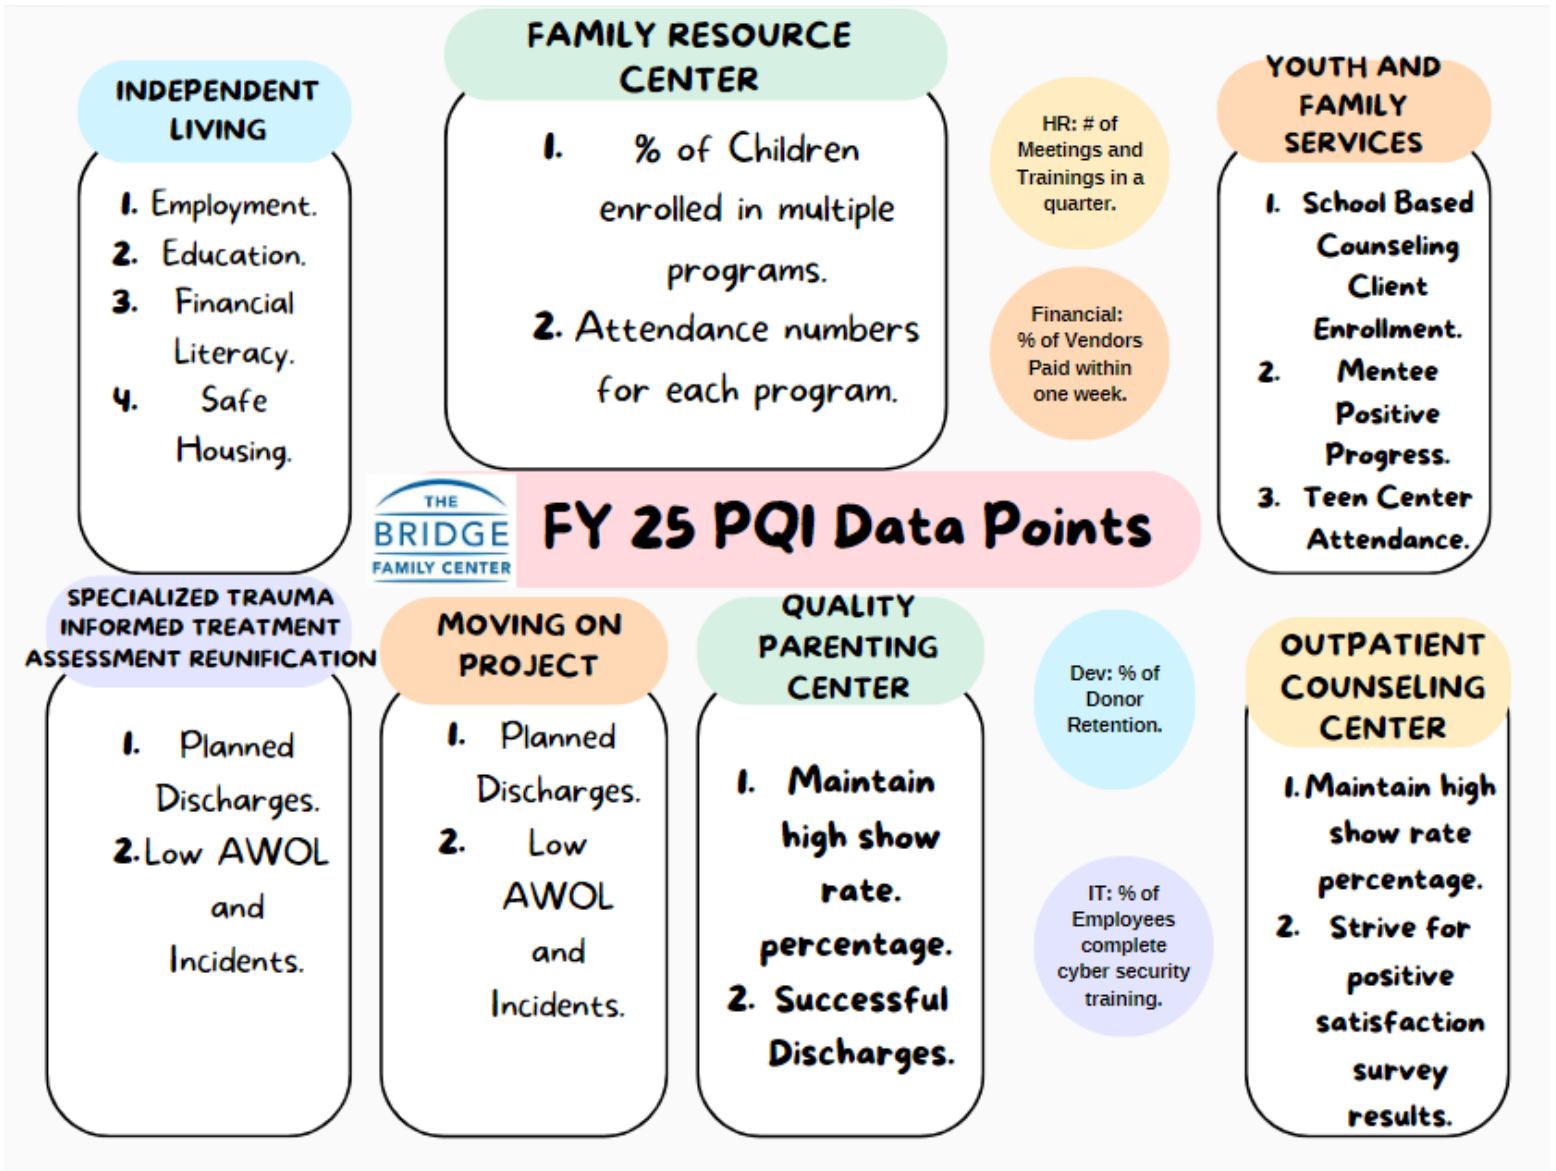 INDEPENDENT
LIVING
1. Employment.
2. Education.
3. Financial
Literacy.
4. Safe
Housing.
FAMILY RESOURCE
CENTER
1. % of Children
enrolled in multiple
programs.
2. Attendance numbers
for each program.
HR: # of
Meetings and
Trainings in a
quarter.
Financial:
% of Vendors
Paid within
one week.
YOUTH AND
FAMILY
SERVICES
1. School Based
Counseling
Client
Enrollment.
2. Mentee
Positive
Progress.
3. Teen Center
Attendance.
THE
BRIDGE
FAMILY CENTER
FY 25 PQI Data Points
SPECIALIZED TRAUMA
INFORMED TREATMENT
ASSESSMENT REUNIFICATION
1. Planned
Discharges.
2. Low AWOL
and
Incidents.
MOVING ON
PROJECT
1. Planned
Discharges.
2. Low
AWOL
and
Incidents.
QUALITY
PARENTING
CENTER
1. Maintain
high show
rate.
percentage.
2. Successful
Discharges.
Dev: % of
Donor
Retention.
IT: % of
Employees
complete
cyber security
training.
OUTPATIENT
COUNSELING
CENTER
1. Maintain high
show rate
percentage.
2. Strive for
positive
satisfaction
survey
results.